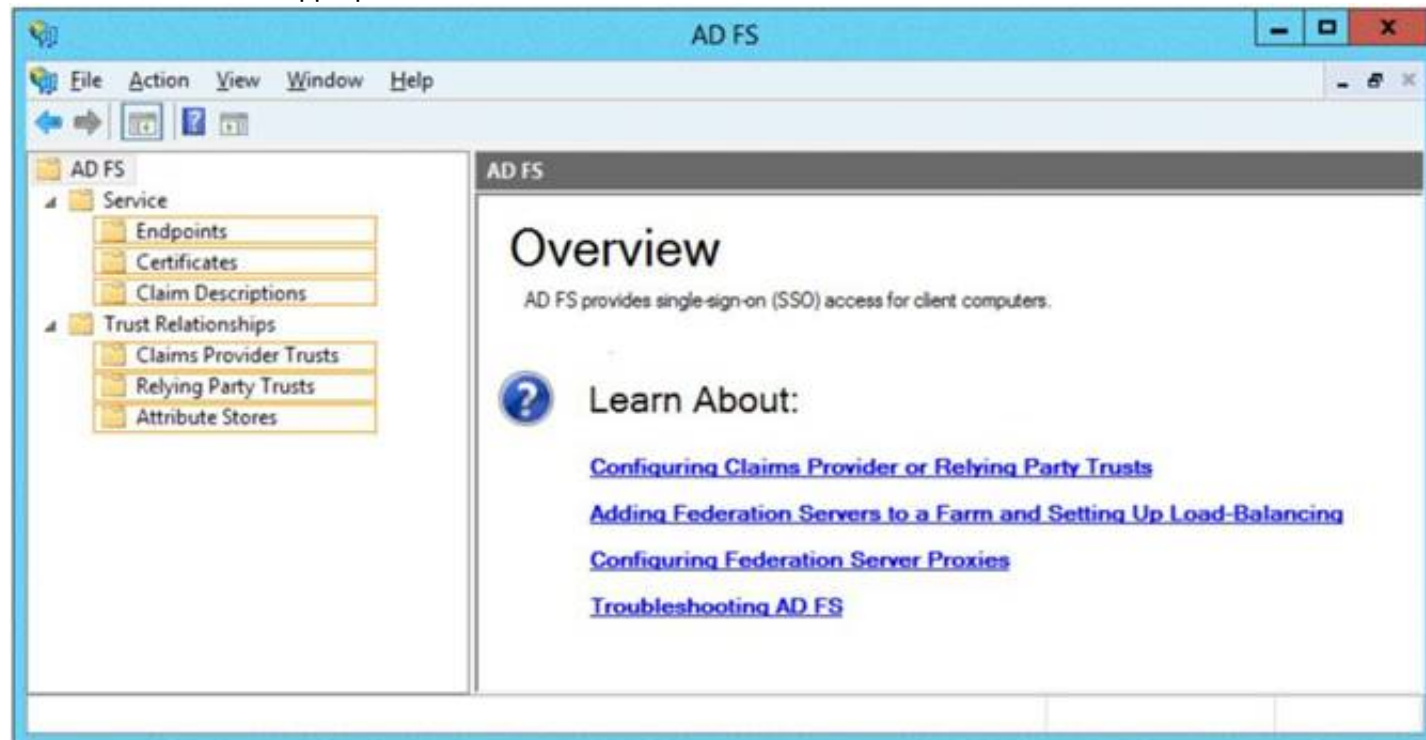 AD FS
File Action View Window Help
AD FS
Service
Endpoints
Certificates
Claim Descriptions
Trust Relationships
Claims Provider Trusts
Relying Party Trusts
Attribute Stores
AD FS
Overview
AD FS provides single-sign-on (SSO) access for client computers.
Learn About:
Configuring Claims Provider or Relying Party Trusts
Adding Federation Servers to a Farm and Setting Up Load-Balancing
Configuring Federation Server Proxies
Troubleshooting AD FS